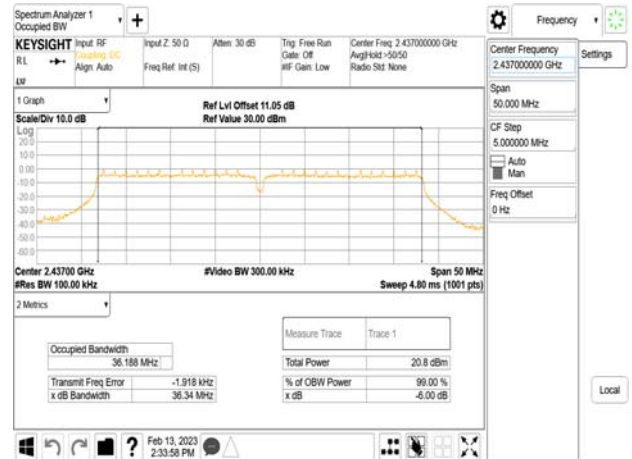 Spectrum Analyzer 1
Occupied BW
+
Frequency
KEYSIGHT
RL
Input: RF
Coupling: DC
Align: Auto
Input Z: 50 Ω
Freq Ref: Int (S)
Atten: 30 dB
Trig: Free Run
Gate: Off
#IF Gain: Low
Center Freq: 2.437000000 GHz
Avg|Hold:>50/50
Radio Std: None
LV
1 Graph
Scale/Div 10.0 dB
Ref Lvl Offset 11.05 dB
Ref Value 30.00 dBm
Log
20.0
10.0
0.00
-10.0
-20.0
-30.0
-40.0
-50.0
-60.0
Center 2.43700 GHz
#Res BW 100.00 kHz
#Video BW 300.00 kHz
Span 50 MHz
Sweep 4.80 ms (1001 pts)
2 Metrics
Measure Trace
Trace 1
Occupied Bandwidth
36.188 MHz
Total Power
20.8 dBm
Transmit Freq Error
-1.918 kHz
% of OBW Power
99.00 %
x dB Bandwidth
36.34 MHz
x dB
-6.00 dB
?
Feb 13, 2023
2:33:58 PM
Center Frequency
2.437000000 GHz
Settings
Span
50.000 MHz
CF Step
5.000000 MHz
Auto
Man
Freq Offset
0 Hz
Local